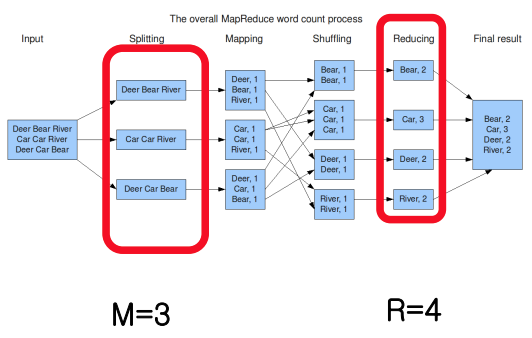 The overall MapReduce word count process
Input
Splitting
Mapping
Shuffling
Reducing
Final result
Deer Bear River
Car Car River
Deer Car Bear
Deer Bear River
Car Car River
Deer Car Bear
Deer, 1
Bear, 1
River, 1
Car, 1
Car, 1
River, 1
Deer, 1
Car, 1
Bear, 1
Bear, 1
Bear, 1
Car, 1
Car, 1
Car, 1
Deer, 1
Deer, 1
River, 1
River, 1
Bear, 2
Car, 3
Deer, 2
River, 2
Bear, 2
Car, 3
Deer, 2
River, 2
M=3
R=4